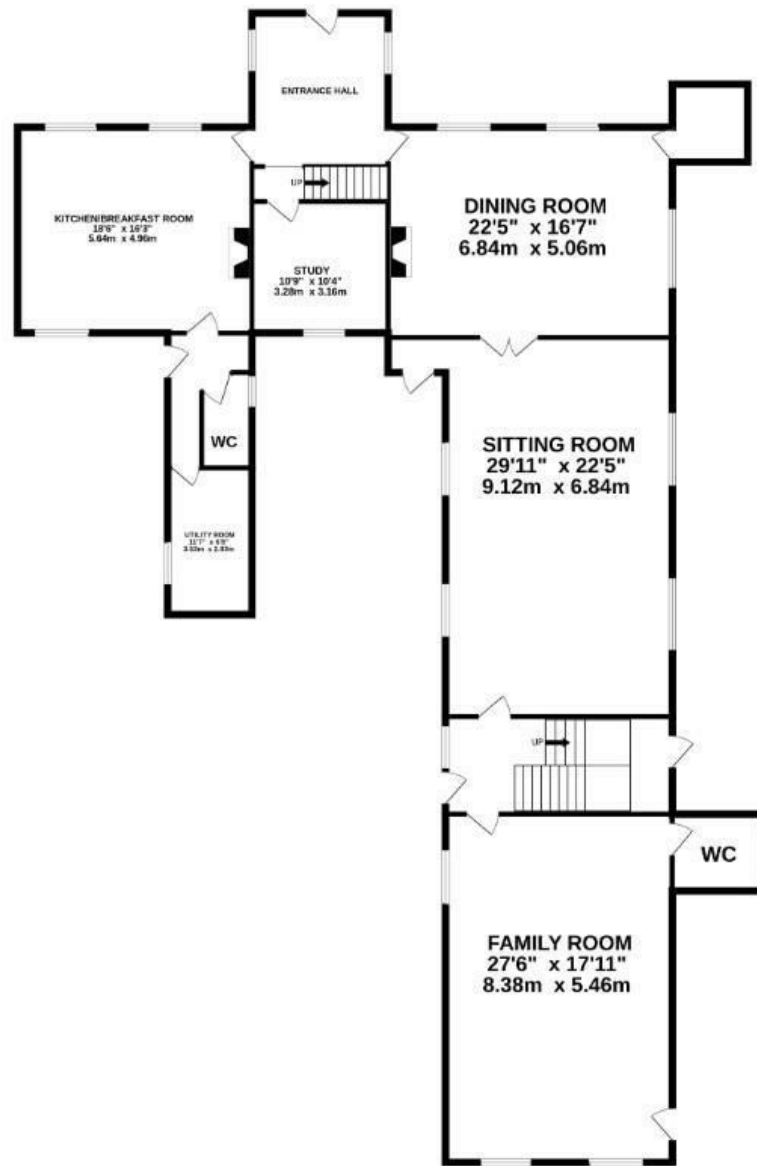 ENTRANCE HALL
UP
KITCHEN/BREAKFAST ROOM
18'6" x 16'3"
5.64m x 4.96m
DINING ROOM
22'5" x 16'7"
6.84m x 5.06m
STUDY
10'9" x 10'4"
3.28m x 3.16m
WC
SITTING ROOM
29'11" x 22'5"
9.12m x 6.84m
UTILITY ROOM
11'7" x
UP
WC
FAMILY ROOM
27'6" x 17'11"
8.38m x 5.46m